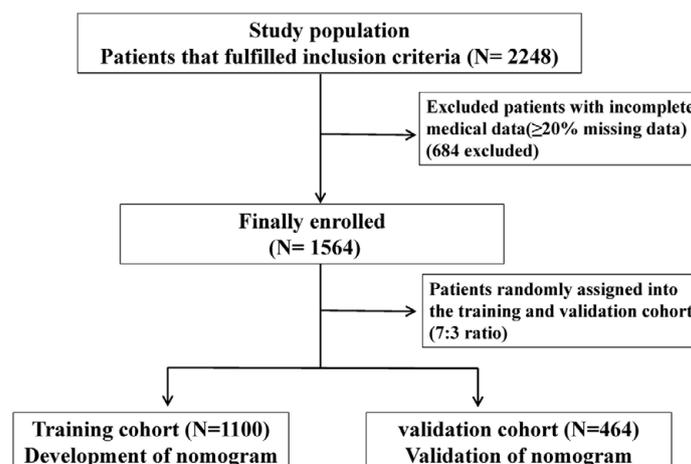 Study population
Patients that fulfilled inclusion criteria (N= 2248)
Excluded patients with incomplete
medical data(≥20% missing data)
(684 excluded)
Finally enrolled
(N= 1564)
Patients randomly assigned into
the training and validation cohort
(7:3 ratio)
Training cohort (N=1100)
Development of nomogram
validation cohort (N=464)
Validation of nomogram